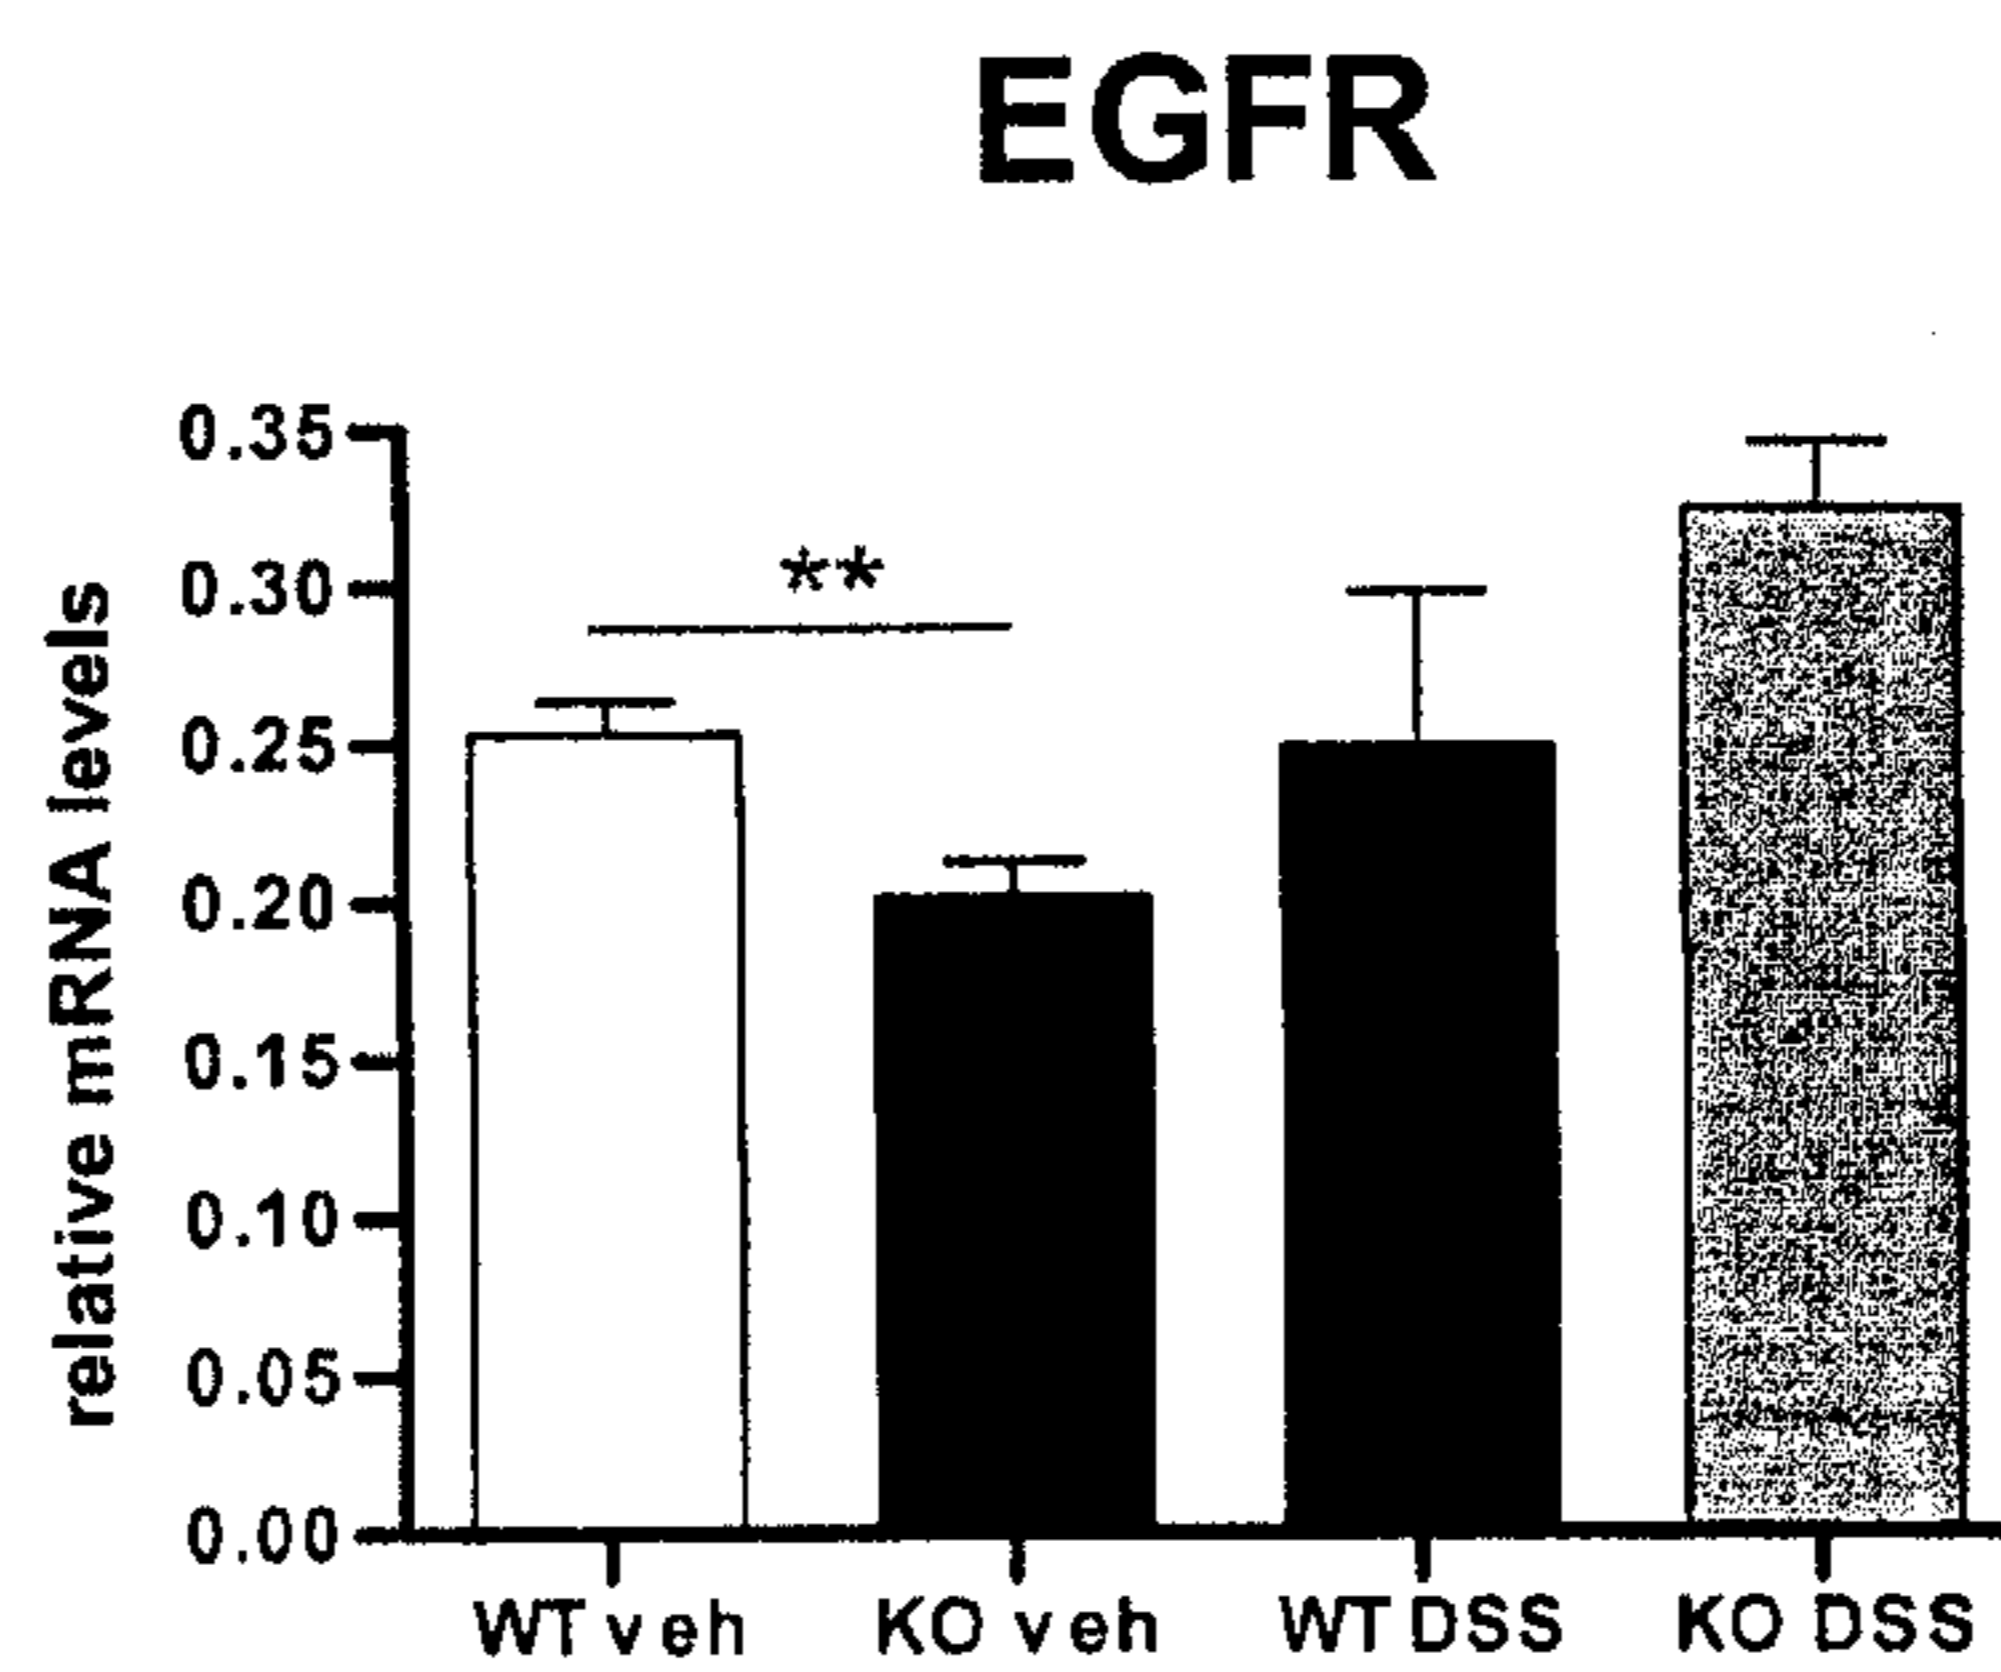 EGFR
relative mRNA levels
0.35
0.30
0.25
0.20
0.15
0.10
0.05
0.00
**
WT veh
KO veh
WT DSS
KO DSS